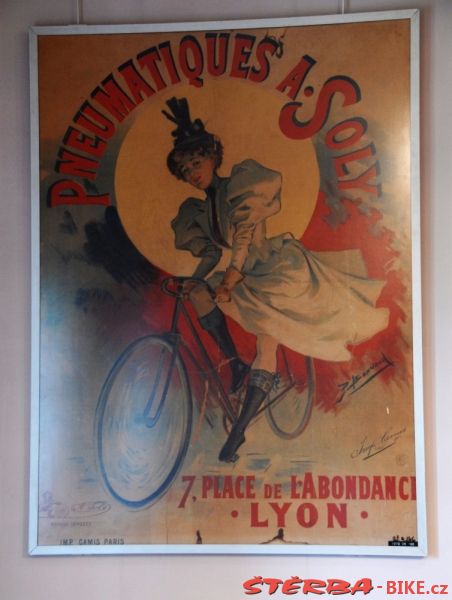 PNEUMATIQUES A. SOLY
7, PLACE DE L'ABONDANCE
· LYON ·
IMP. CAMIS PARIS
ŠTĚRBA-BIKE.cz